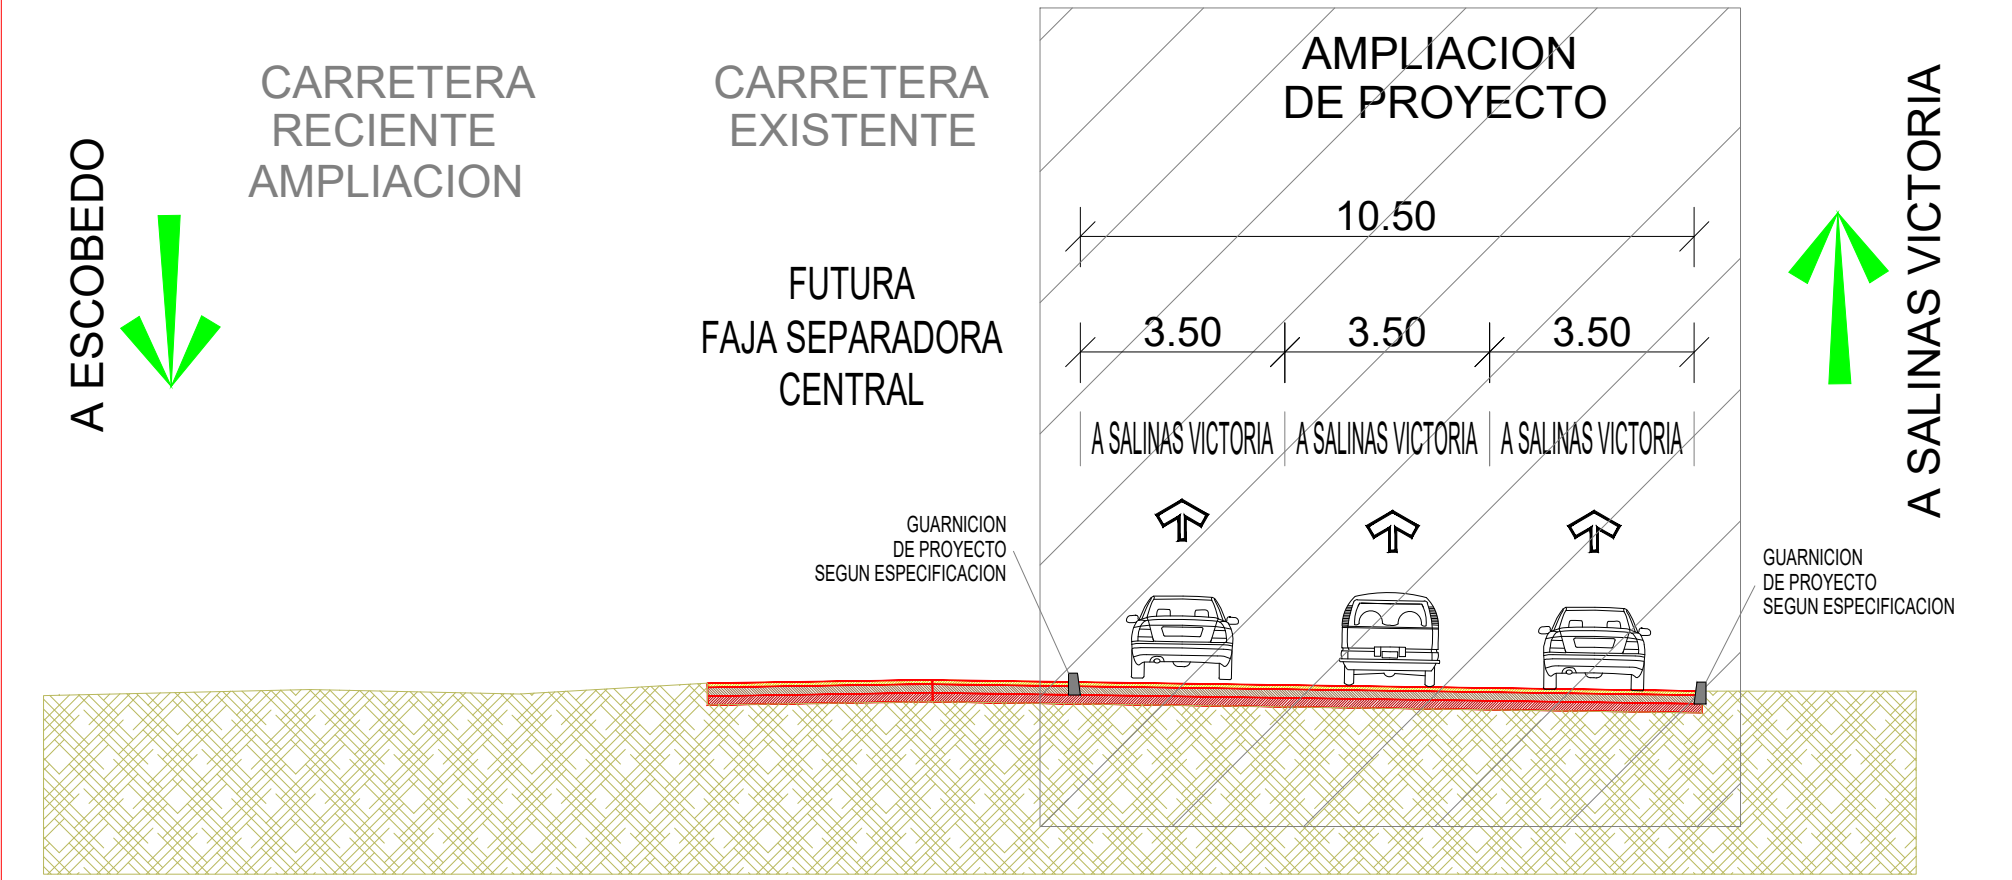 A ESCOBEDO
CARRETERA
RECIENTE
AMPLIACION
CARRETERA
EXISTENTE
FUTURA
FAJA SEPARADORA
CENTRAL
AMPLIACION
DE PROYECTO
10.50
3.50 3.50 3.50
A SALINAS VICTORIA A SALINAS VICTORIA A SALINAS VICTORIA
GUARNICION
DE PROYECTO
SEGUN ESPECIFICACION
GUARNICION
DE PROYECTO
SEGUN ESPECIFICACION
A SALINAS VICTORIA